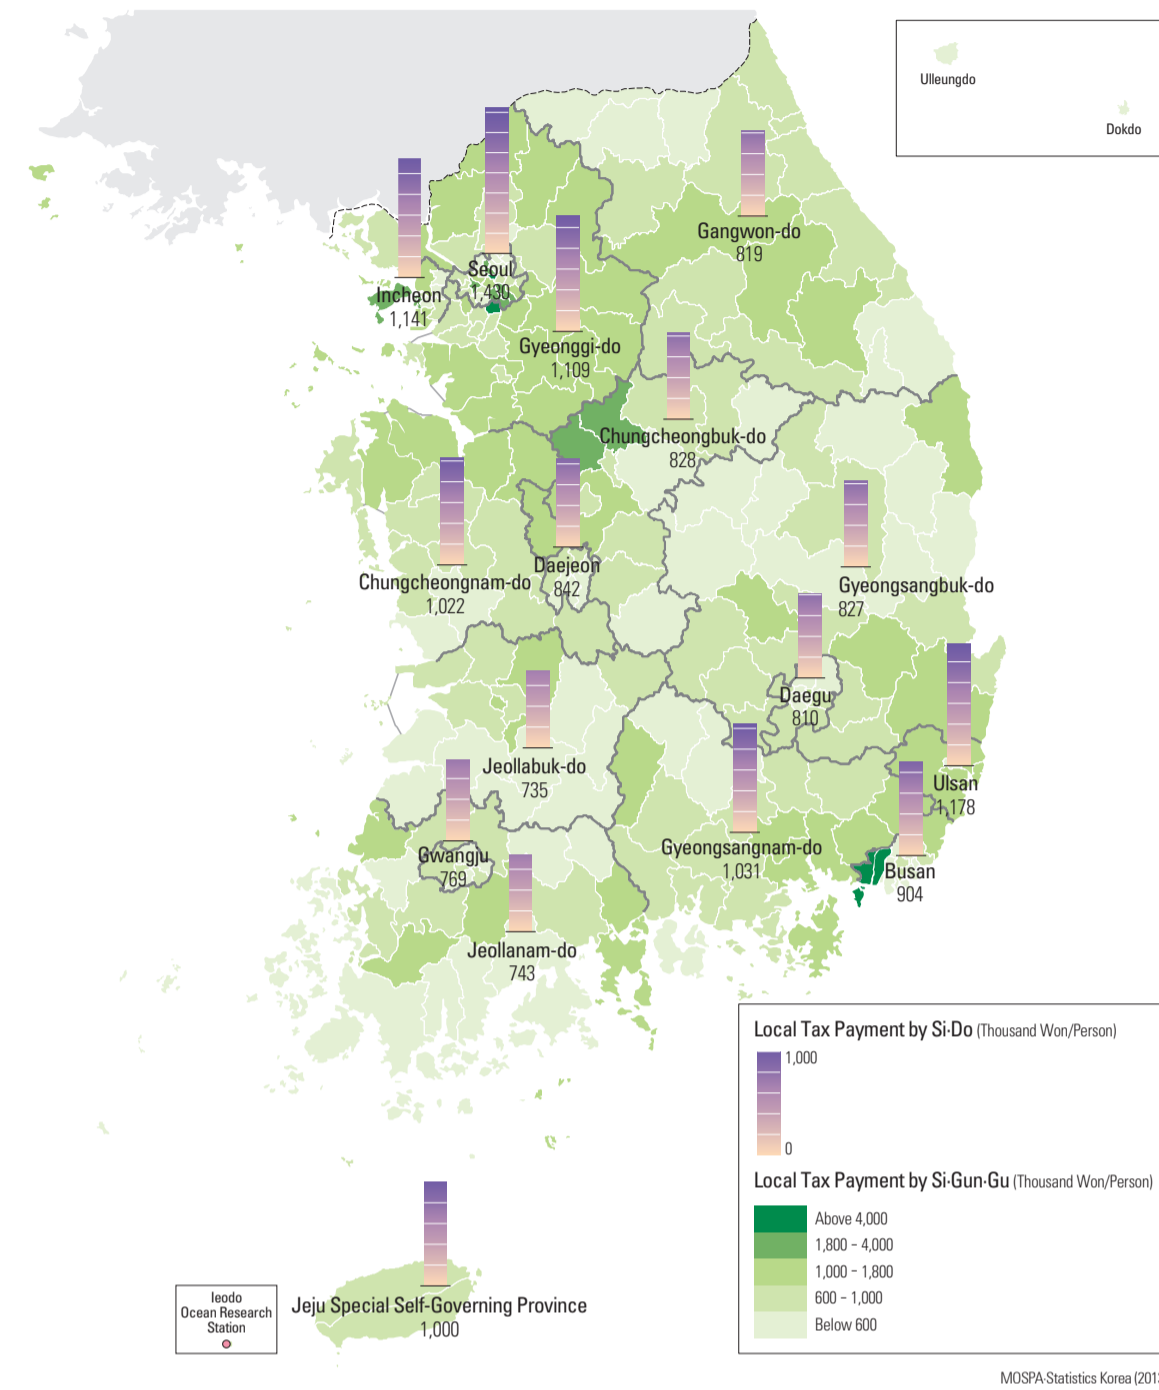 Ulleungdo
Dokdo
Gangwon-do
819
Seoul
1,430
Incheon
1,141
Gyeonggi-do
1,109
Chungcheongbuk-do
828
Daejeon
842
Chungcheongnam-do
1,022
Gyeongsangbuk-do
827
Daegu
810
Jeollabuk-do
735
Ulsan
1,178
Gyeongsangnam-do
1,031
Gwangju
769
Busan
904
Jeollanam-do
743
Local Tax Payment by Si·Do (Thousand Won/Person)
1,000
0
Local Tax Payment by Si·Gun·Gu (Thousand Won/Person)
Above 4,000
1,800 – 4,000
1,000 – 1,800
600 – 1,000
Below 600
Ieodo
Ocean Research
Station
Jeju Special Self-Governing Province
1,000
MOSPA·Statistics Korea (2013